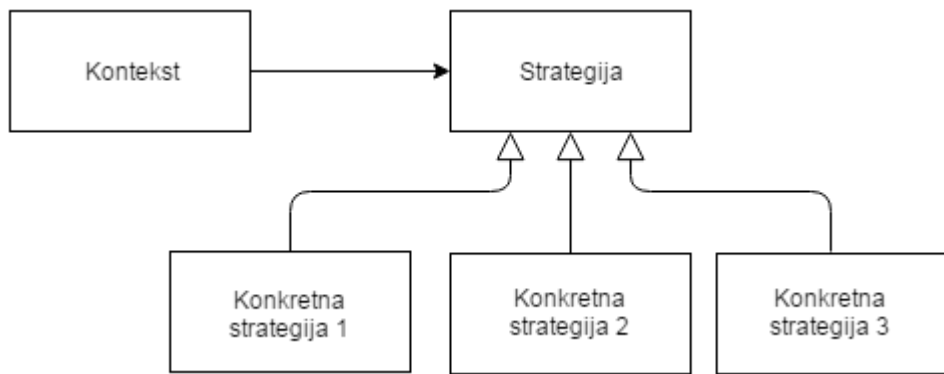 Kontekst
Strategija
Konkretna
strategija 1
Konkretna
strategija 2
Konkretna
strategija 3